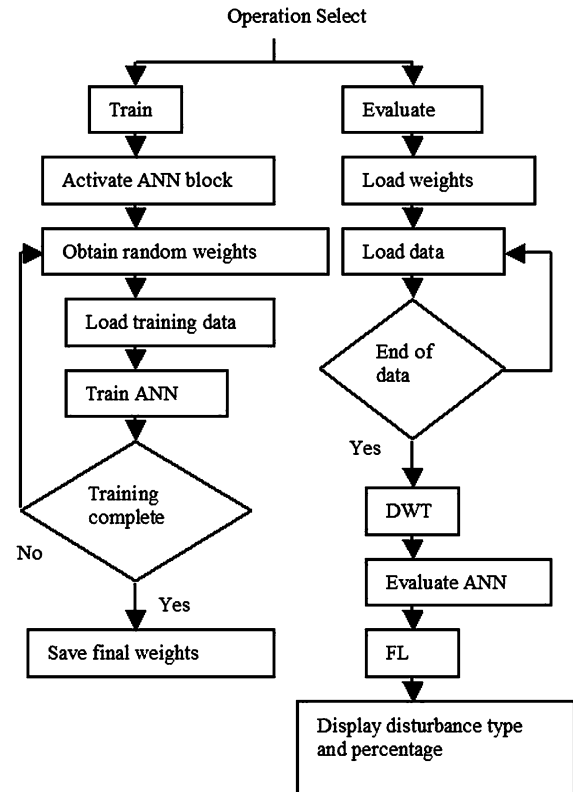 Operation Select
Train
Activate ANN block
Obtain random weights
Load training data
Train ANN
Training
complete
No
Yes
Save final weights
Evaluate
Load weights
Load data
End of
data
Yes
DWT
Evaluate ANN
FL
Display disturbance type
and percentage